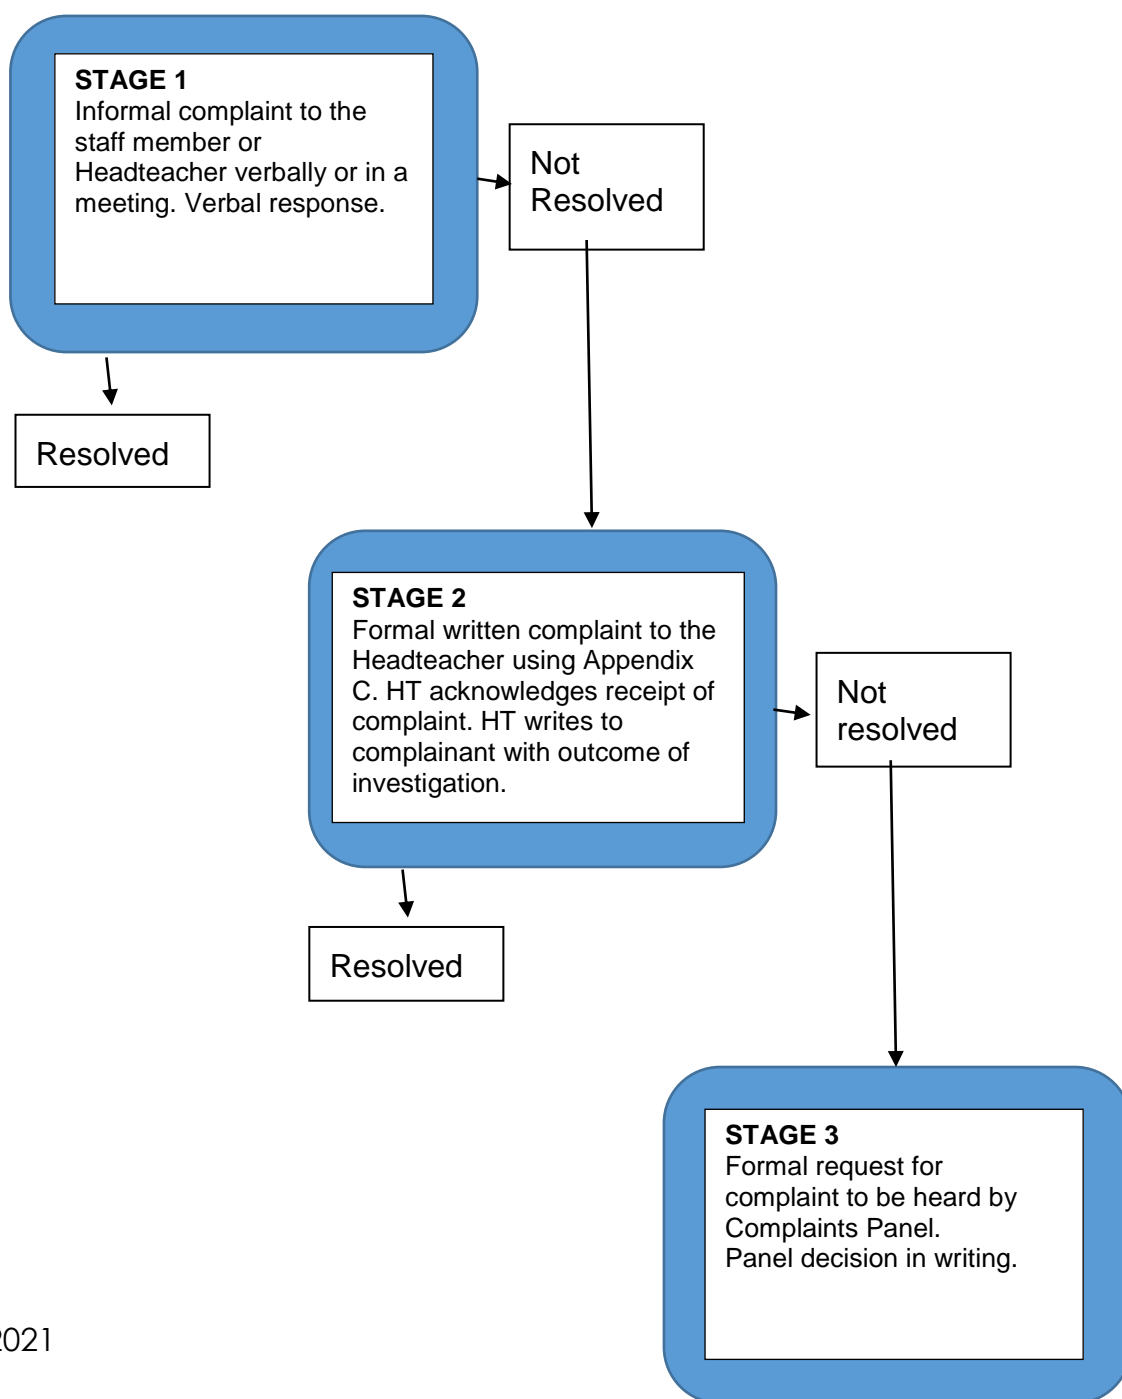 STAGE 1
Informal complaint to the
staff member or
Headteacher verbally or in a
meeting. Verbal response.
Not
Resolved
Resolved
STAGE 2
Formal written complaint to the
Headteacher using Appendix
C. HT acknowledges receipt of
complaint. HT writes to
complainant with outcome of
investigation.
Not
resolved
Resolved
STAGE 3
Formal request for
complaint to be heard by
Complaints Panel.
Panel decision in writing.
2021